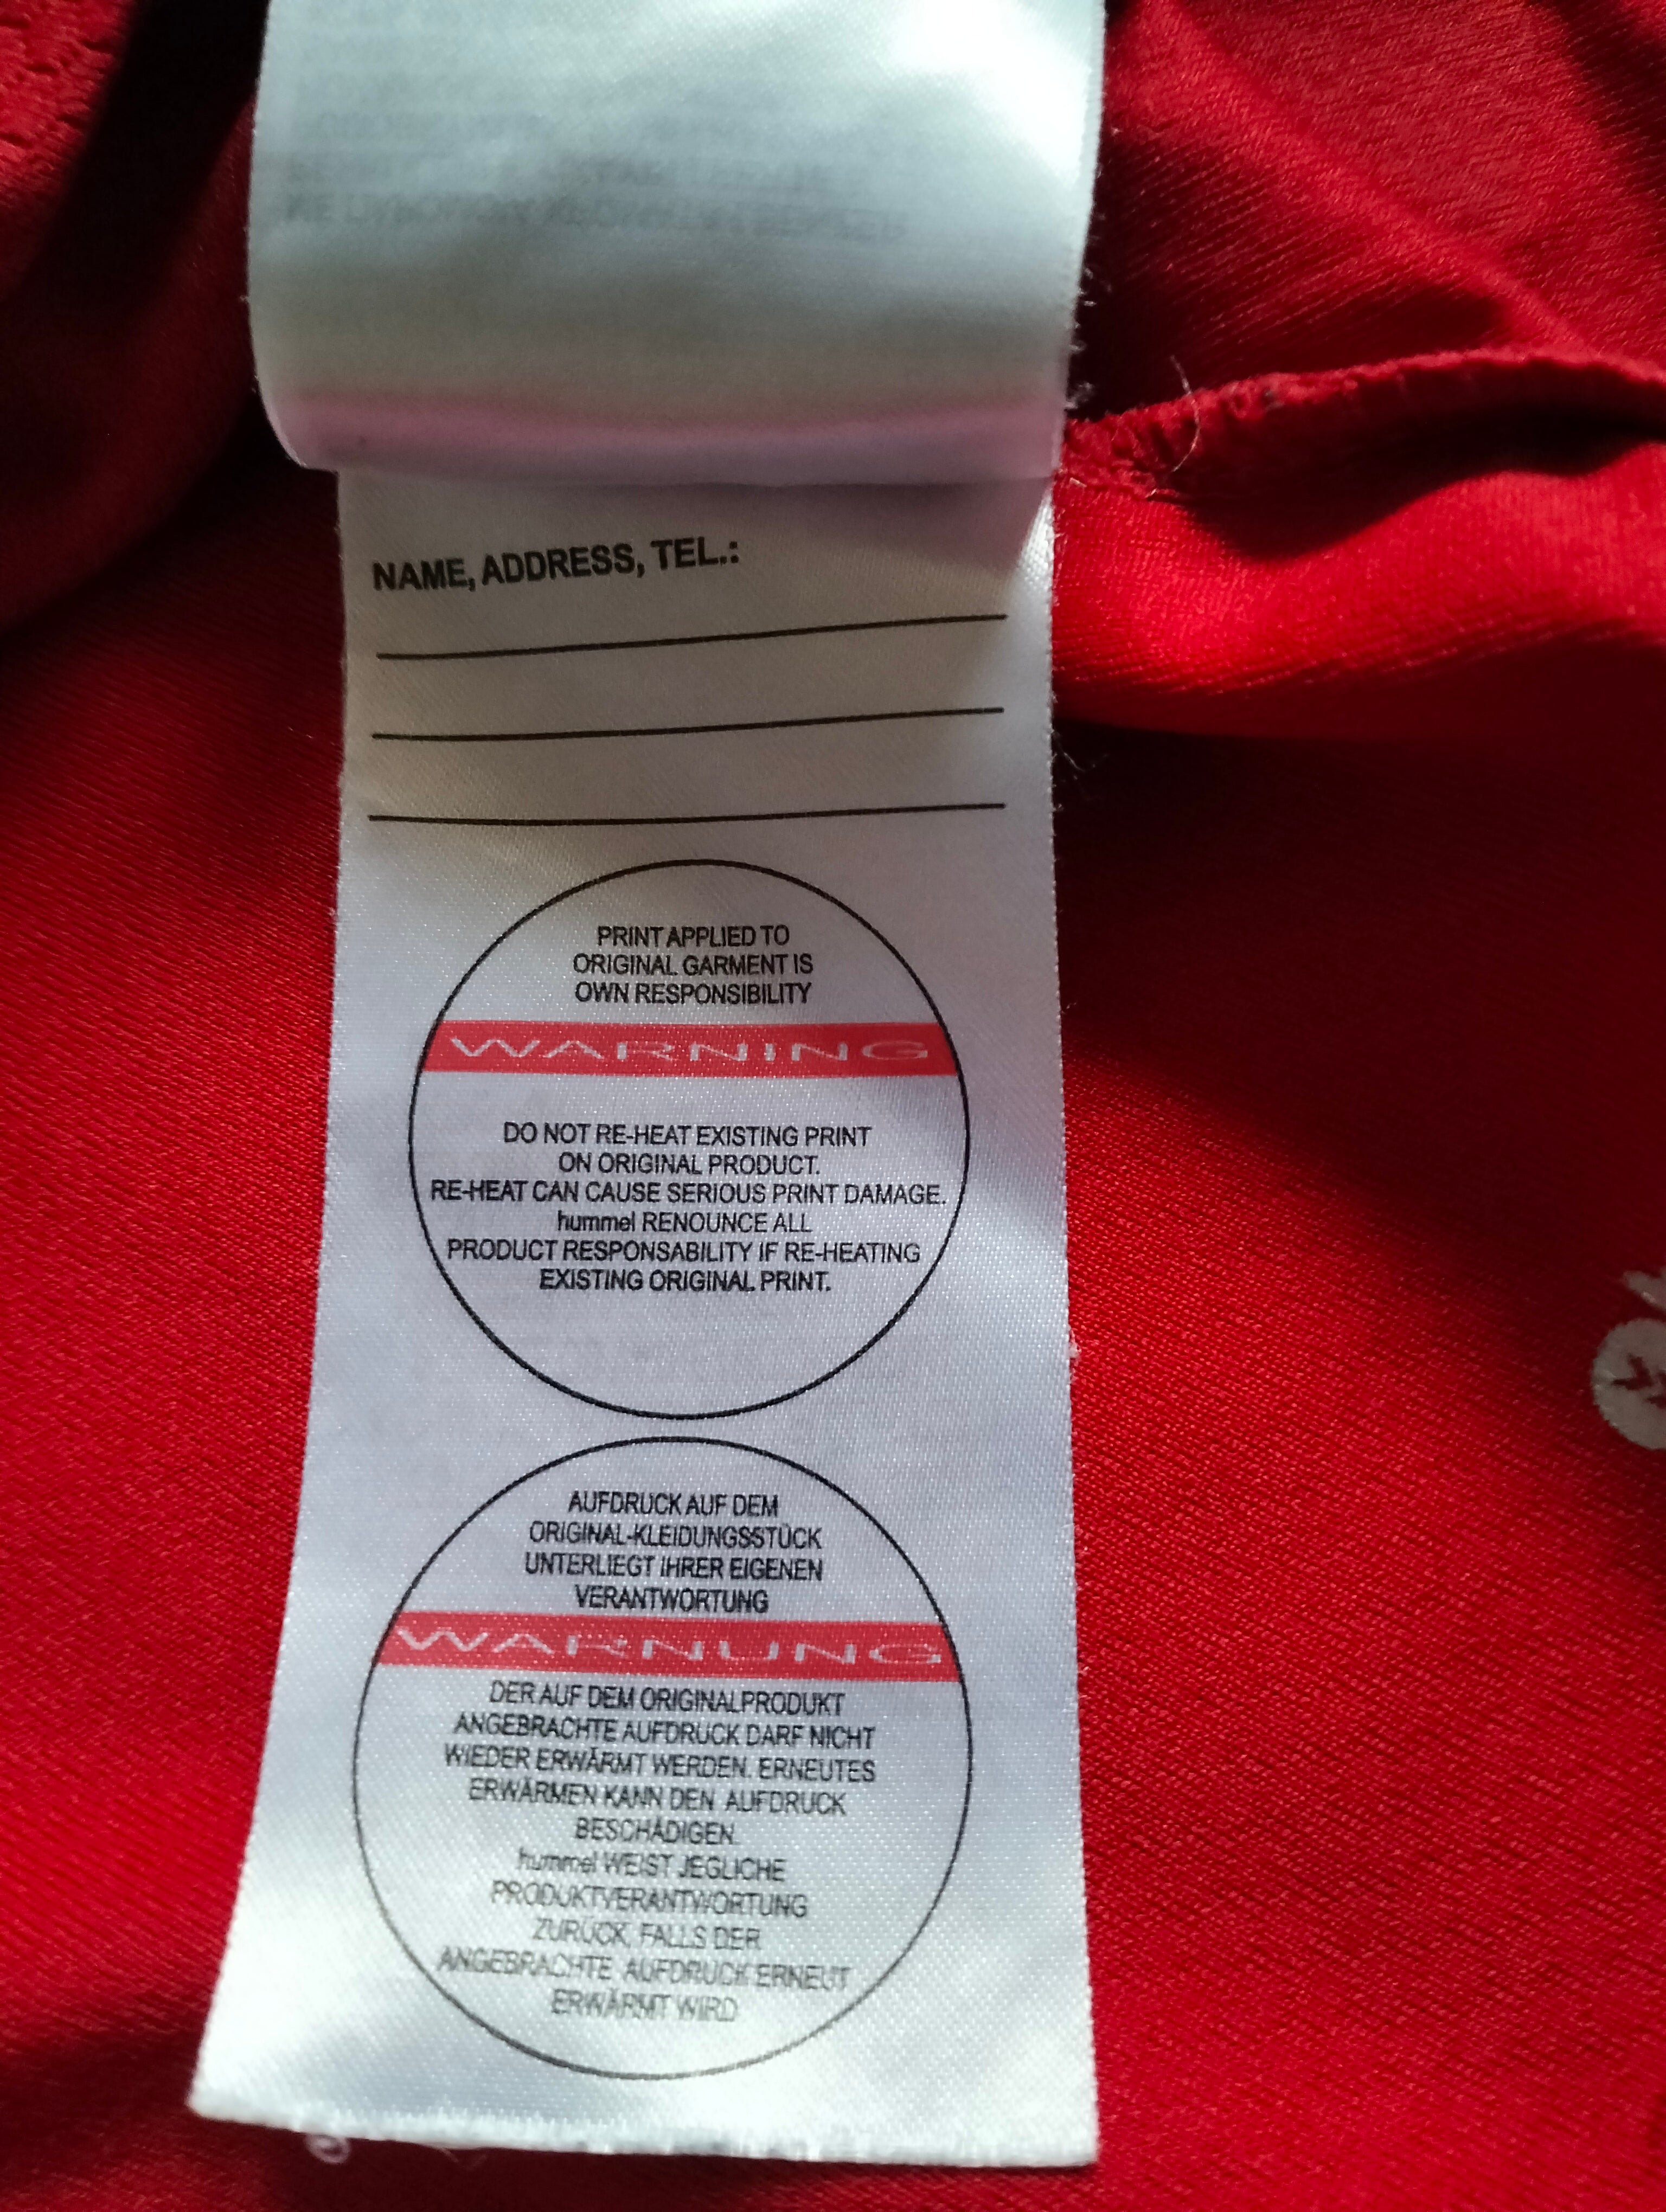 NAME, ADDRESS, TEL.:
PRINT APPLIED TO
ORIGINAL GARMENT IS
OWN RESPONSIBILITY
WARNING
DO NOT RE-HEAT EXISTING PRINT
ON ORIGINAL PRODUCT.
RE-HEAT CAN CAUSE SERIOUS PRINT DAMAGE.
hummel RENOUNCE ALL
PRODUCT RESPONSABILITY IF RE-HEATING
EXISTING ORIGINAL PRINT.
AUFDRUCK AUF DEM
ORIGINAL-KLEIDUNGSSTÜCK
UNTERLIEGT IHRER EIGENEN
VERANTWORTUNG
WARNUNG
DER AUF DEM ORIGINALPRODUKT
ANGEBRACHTE AUFDRUCK DARF NICHT
WIEDER ERWÄRMT WERDEN. ERNEUTES
ERWÄRMEN KANN DEN AUFDRUCK
BESCHÄDIGEN.
hummel WEIST JEGLICHE
PRODUKTVERANTWORTUNG
ZURÜCK, FALLS DER
ANGEBRACHTE AUFDRUCK ERNEUT
ERWÄRMT WIRD